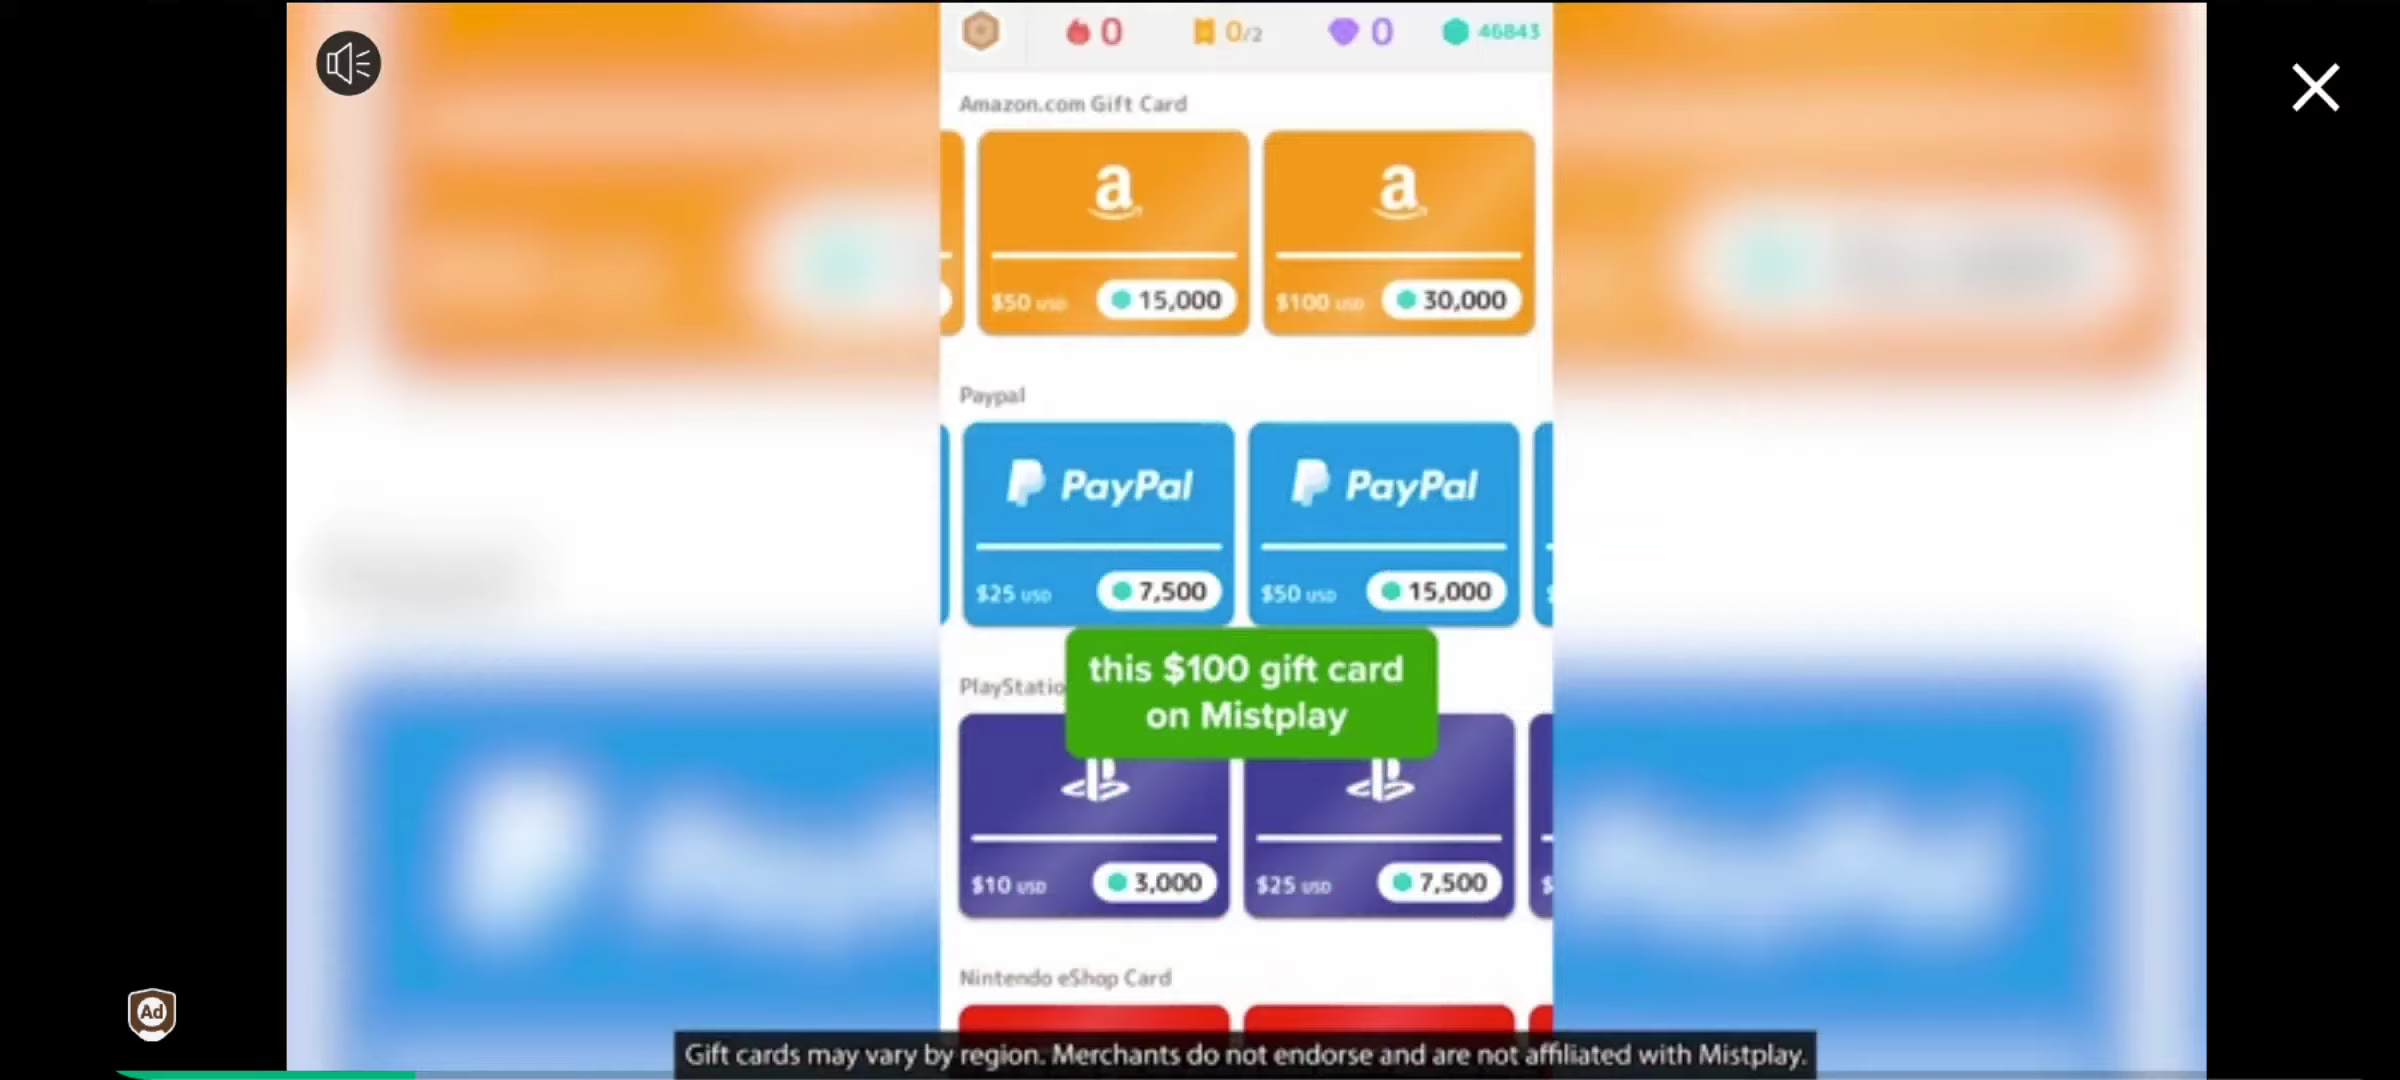 0 0/2 0 46843
Amazon.com Gift Card
a a
$50 USD 15,000 $100 USD 30,000
Paypal
PayPal PayPal
$25 USD 7,500 $50 USD 15,000
this $100 gift card
on Mistplay
PlayStatio
$10 USD 3,000 $25 USD 7,500
Nintendo eShop Card
Ad
Gift cards may vary by region. Merchants do not endorse and are not affiliated with Mistplay.